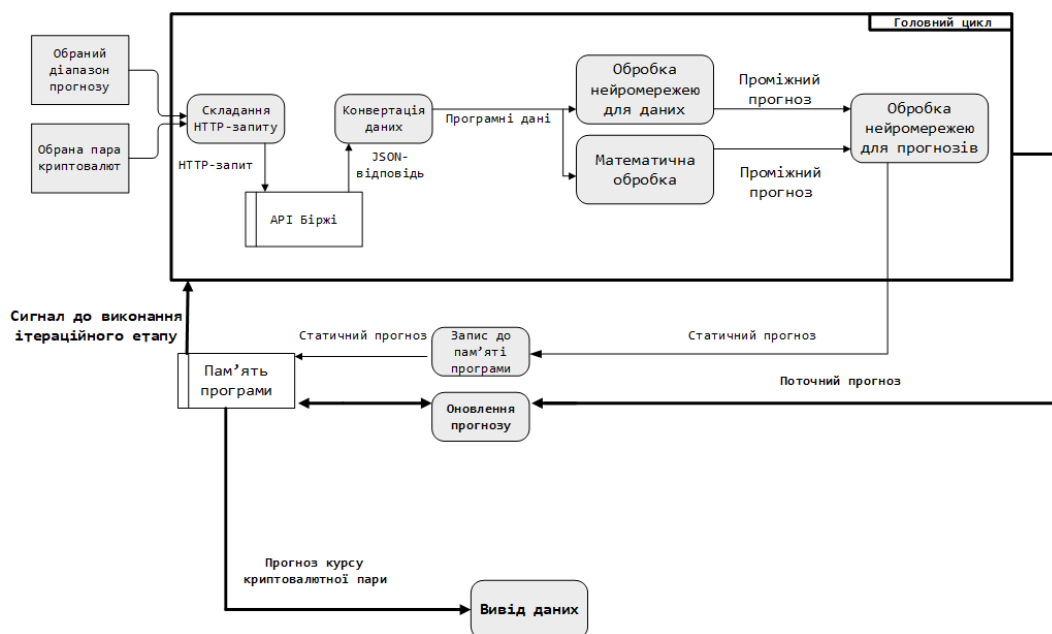 Головний цикл
Обраний
діапазон
прогнозу
Обрана пара
криптовалют
Складання
HTTP-запиту
HTTP-запит
API Біржі
JSON-
відповідь
Конвертація
даних
Програмні дані
Обробка
нейромережею
для даних
Математична
обробка
Проміжний
прогноз
Проміжний
прогноз
Обробка
нейромережею
для прогнозів
Сигнал до виконання
ітераційного етапу
Статичний прогноз
Запис до
пам’яті
програми
Статичний прогноз
Пам’ять
програми
Оновлення
прогнозу
Поточний прогноз
Прогноз курсу
криптовалютної пари
Вивід даних